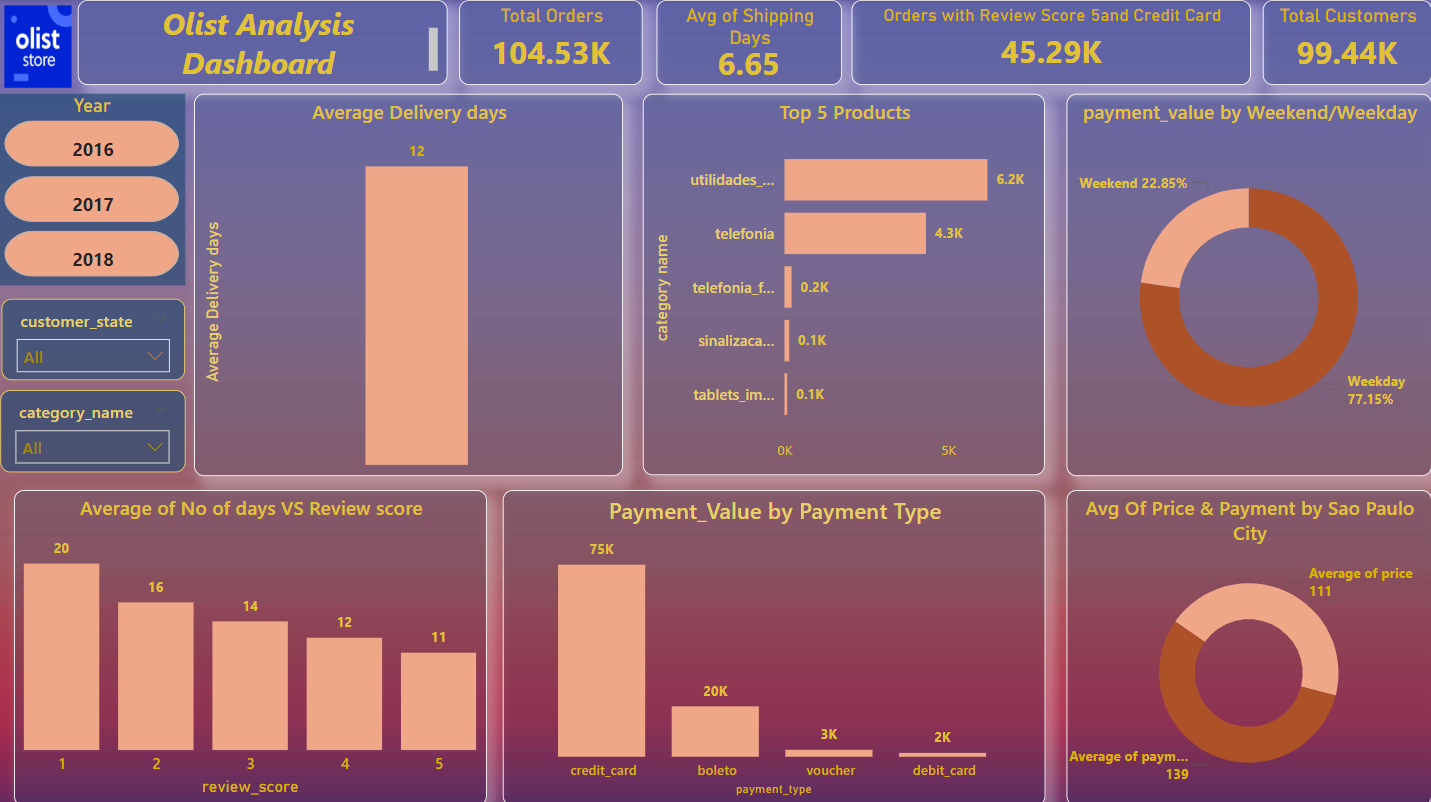 olist
store
Olist Analysis
Dashboard
Total Orders
104.53K
Avg of Shipping
Days
6.65
Orders with Review Score 5and Credit Card
45.29K
Total Customers
99.44K
Year
2016
2017
2018
customer_state
All
category_name
All
Average Delivery days
12
Average Delivery days
Top 5 Products
category name
utilidades_...
6.2K
telefonia
4.3K
telefonia_f...
0.2K
sinalizaca...
0.1K
tablets_im...
0.1K
0K
5K
payment_value by Weekend/Weekday
Weekend 22.85%
Weekday
77.15%
Average of No of days VS Review score
20
16
14
12
11
1
2
3
4
5
review_score
Payment_Value by Payment Type
75K
20K
3K
2K
credit_card
boleto
voucher
debit_card
payment_type
Avg Of Price & Payment by Sao Paulo
City
Average of price
111
Average of paym...
139